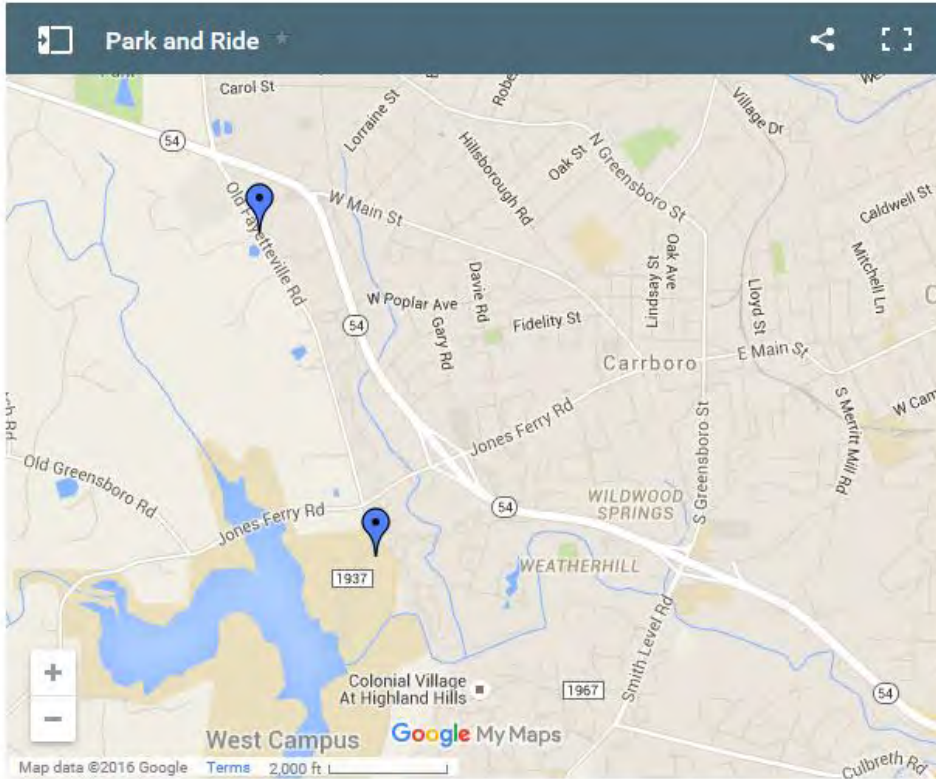 Park and Ride
Carol St
Lorraine St
Village Dr
54
Hillsborough Rd
Oak St
N Greensboro St
Old Fayetteville Rd
W Main St
Caldwell St
Oak Ave
Lindsay St
Mitchell Ln
Davie Rd
Lloyd St
W Poplar Ave
Gary Rd
Fidelity St
54
Carrboro
E Main St
S Merritt Mill Rd
W Cam
Jones Ferry Rd
S Greensboro St
Old Greensboro Rd
WILDWOOD
SPRINGS
54
Jones Ferry Rd
WEATHERHILL
1937
Smith Level Rd
Colonial Village
At Highland Hills
1967
54
+
−
West Campus
Google My Maps
Culbreth Rd
Map data ©2016 Google Terms 2,000 ft